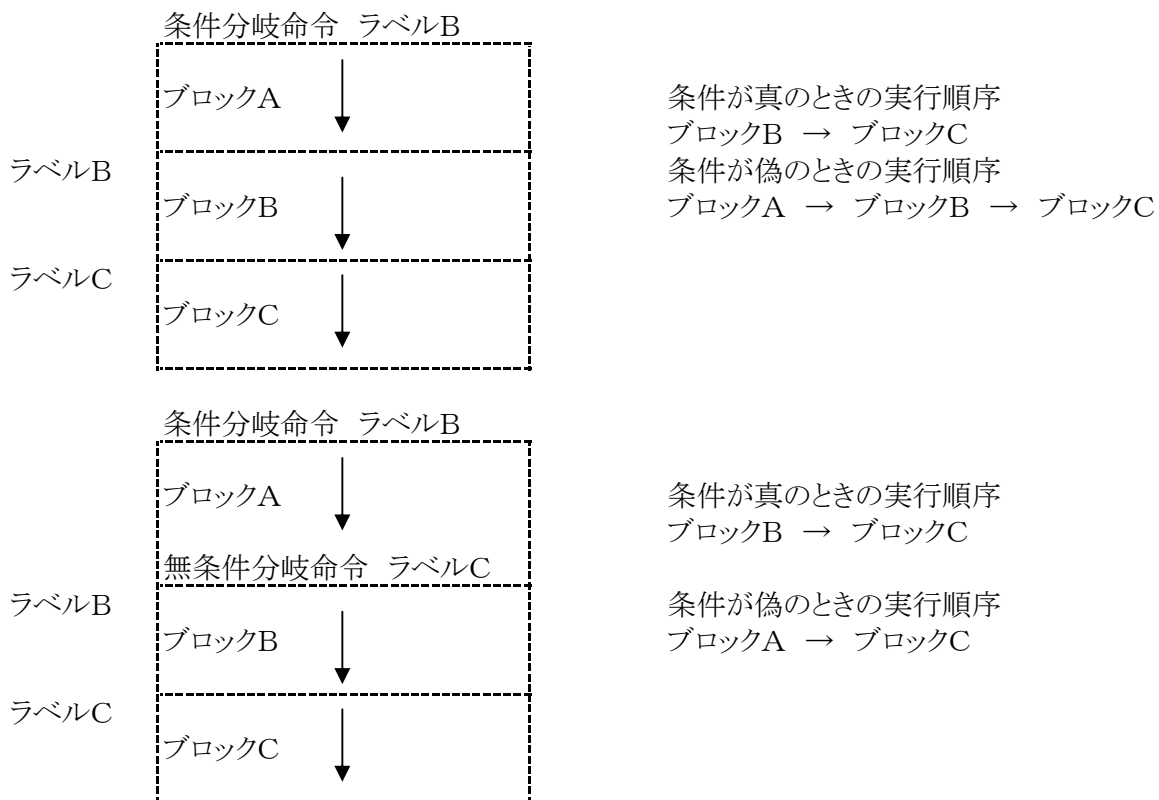 条件分岐命令 ラベルB
ブロックA
条件が真のときの実行順序
ブロックB → ブロックC
ラベルB
条件が偽のときの実行順序
ブロックB
ブロックA → ブロックB → ブロックC
ラベルC
ブロックC
条件分岐命令 ラベルB
ブロックA
条件が真のときの実行順序
ブロックB → ブロックC
無条件分岐命令 ラベルC
ラベルB
条件が偽のときの実行順序
ブロックB
ブロックA → ブロックC
ラベルC
ブロックC